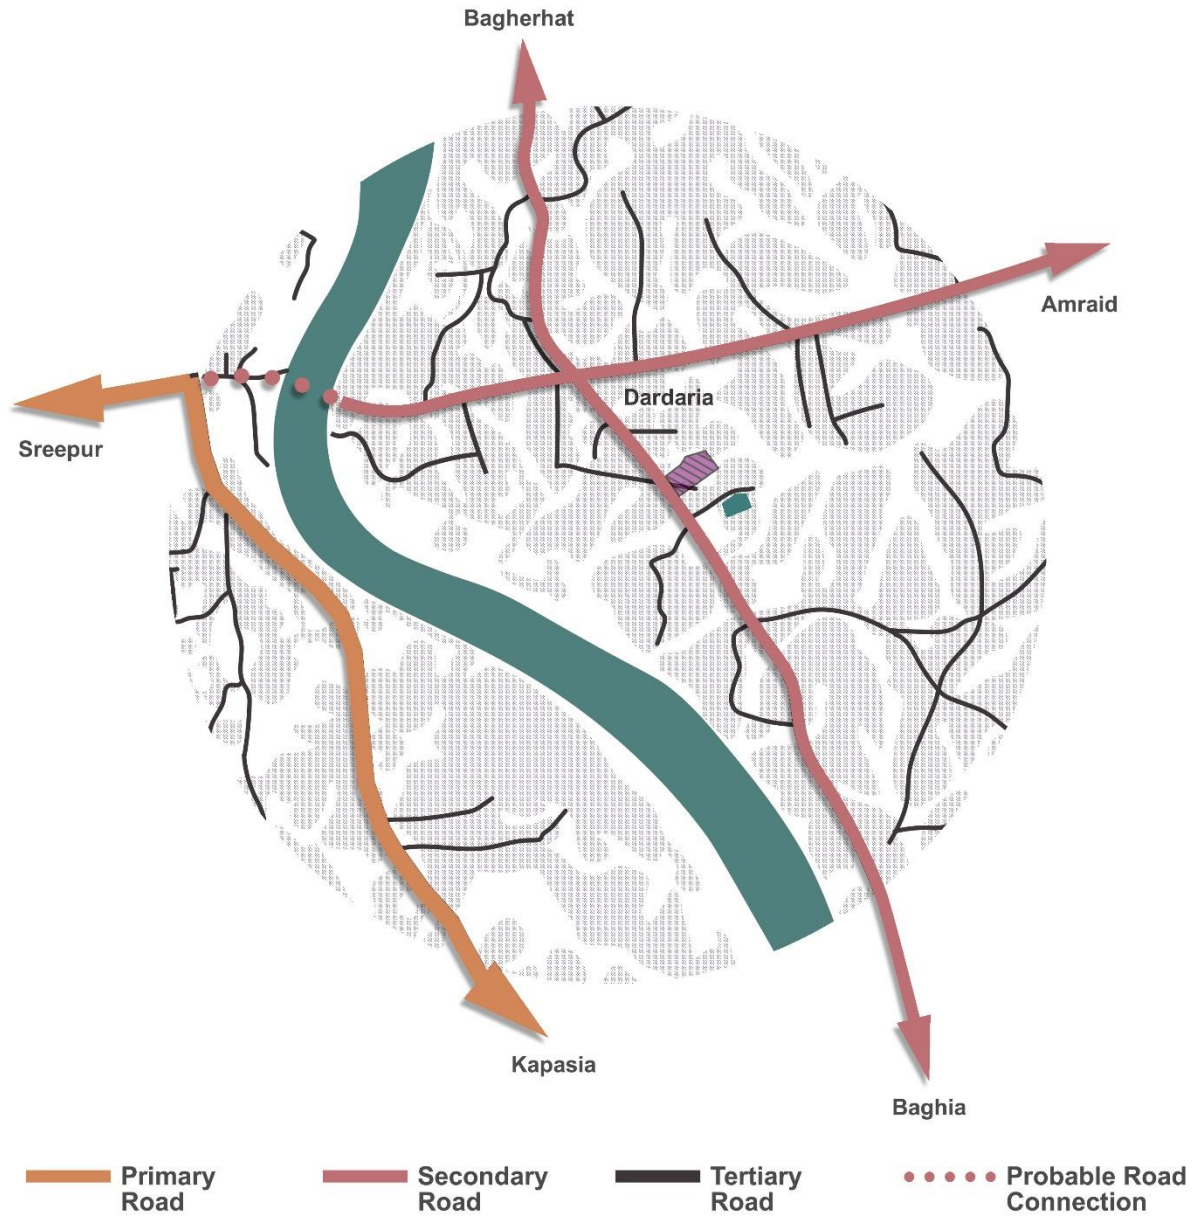 Bagherhat
Amraid
Dardaria
Sreepur
Kapasia
Baghia
Primary
Road
Secondary
Road
Tertiary
Road
Probable Road
Connection